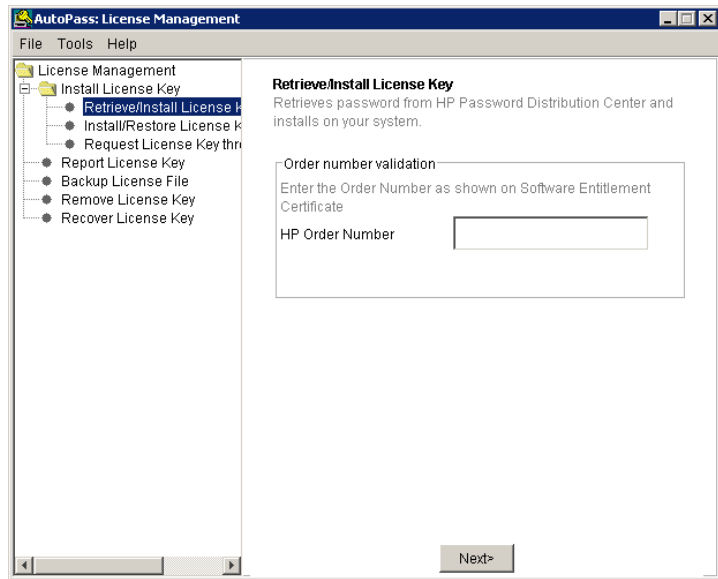 AutoPass: License Management
File Tools Help
License Management
Install License Key
Retrieve/Install License K
Install/Restore License K
Request License Key thro
Report License Key
Backup License File
Remove License Key
Recover License Key
Retrieve/Install License Key
Retrieves password from HP Password Distribution Center and
installs on your system.
Order number validation
Enter the Order Number as shown on Software Entitlement
Certificate
HP Order Number
Next>